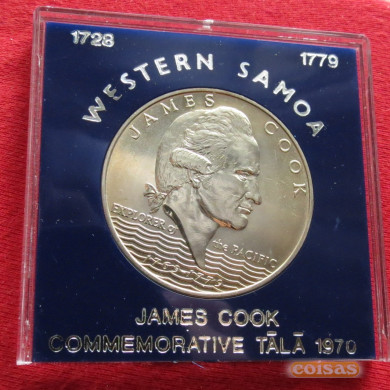 1728 1779
WESTERN SAMOA
JAMES COOK
EXPLORER OF the PACIFIC
1728-1779
JAMES COOK
COMMEMORATIVE TĀLĀ 1970
coisas